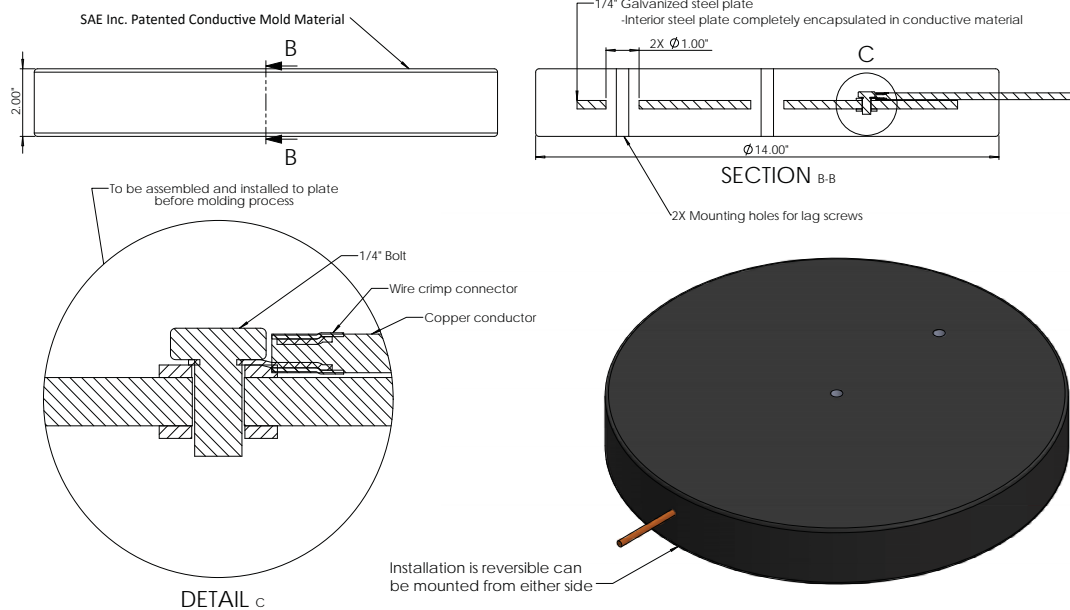 SAE Inc. Patented Conductive Mold Material
B
2.00"
B
1/4" Galvanized steel plate
-Interior steel plate completely encapsulated in conductive material
2X Ø1.00"
C
Ø14.00"
SECTION B-B
2X Mounting holes for lag screws
To be assembled and installed to plate
before molding process
1/4" Bolt
Wire crimp connector
Copper conductor
DETAIL C
Installation is reversible can
be mounted from either side